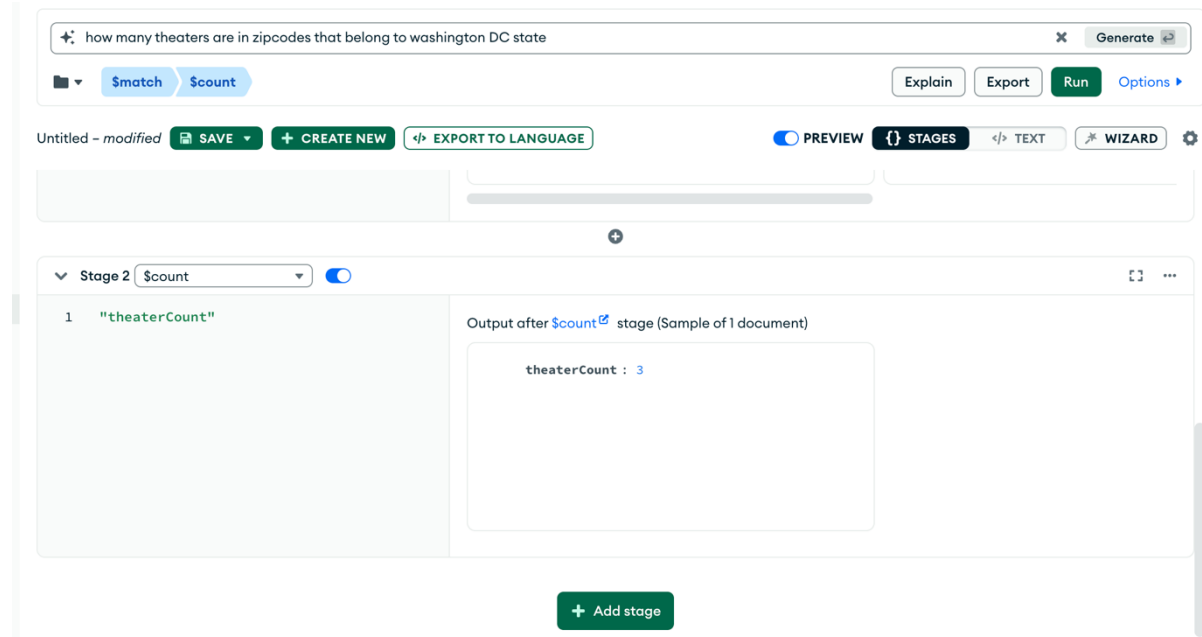 how many theaters are in zipcodes that belong to washington DC state
Generate
$match $count
Explain Export Run Options
Untitled – modified SAVE + CREATE NEW </> EXPORT TO LANGUAGE
PREVIEW {} STAGES </> TEXT WIZARD
Stage 2 $count
1 "theaterCount"
Output after $count stage (Sample of 1 document)
theaterCount : 3
+ Add stage